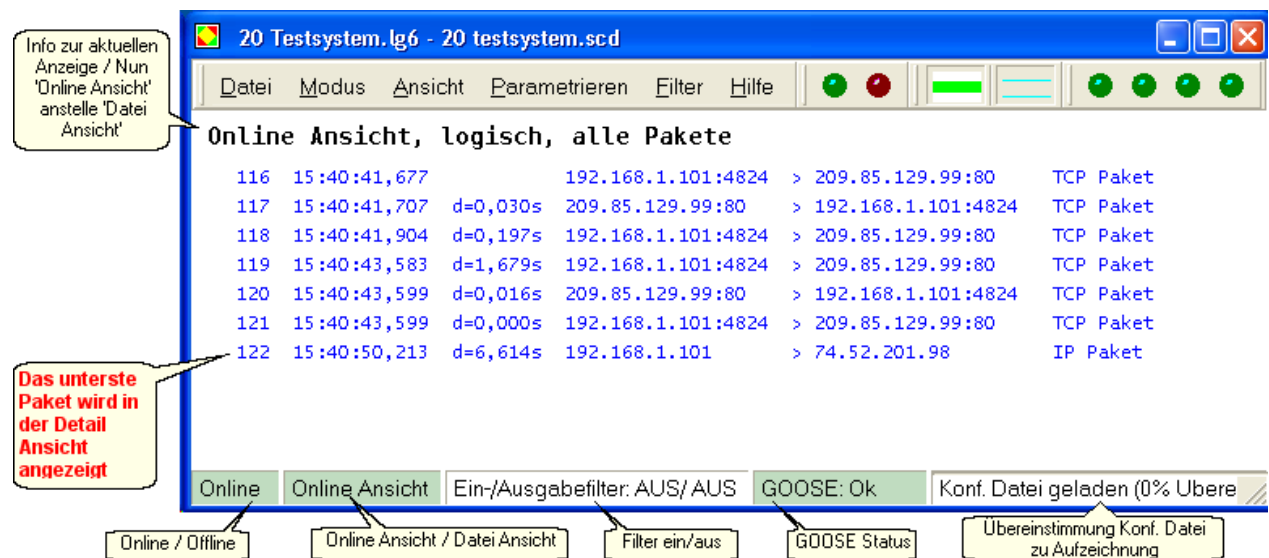 Info zur aktuellen
Anzeige / Nun
'Online Ansicht'
anstelle 'Datei
Ansicht'
20 Testsystem.lg6 - 20 testsystem.scd
Datei Modus Ansicht Parametrieren Filter Hilfe
Online Ansicht, logisch, alle Pakete
116 15:40:41,677 192.168.1.101:4824 > 209.85.129.99:80 TCP Paket
117 15:40:41,707 d=0,030s 209.85.129.99:80 > 192.168.1.101:4824 TCP Paket
118 15:40:41,904 d=0,197s 192.168.1.101:4824 > 209.85.129.99:80 TCP Paket
119 15:40:43,583 d=1,679s 192.168.1.101:4824 > 209.85.129.99:80 TCP Paket
120 15:40:43,599 d=0,016s 209.85.129.99:80 > 192.168.1.101:4824 TCP Paket
121 15:40:43,599 d=0,000s 192.168.1.101:4824 > 209.85.129.99:80 TCP Paket
122 15:40:50,213 d=6,614s 192.168.1.101 > 74.52.201.98 IP Paket
Das unterste
Paket wird in
der Detail
Ansicht
angezeigt
Online Online Ansicht Ein-/Ausgabefilter: AUS/ AUS GOOSE: Ok Konf. Datei geladen (0% Übere
Online / Offline
Online Ansicht / Datei Ansicht
Filter ein/aus
GOOSE Status
Übereinstimmung Konf. Datei
zu Aufzeichnung